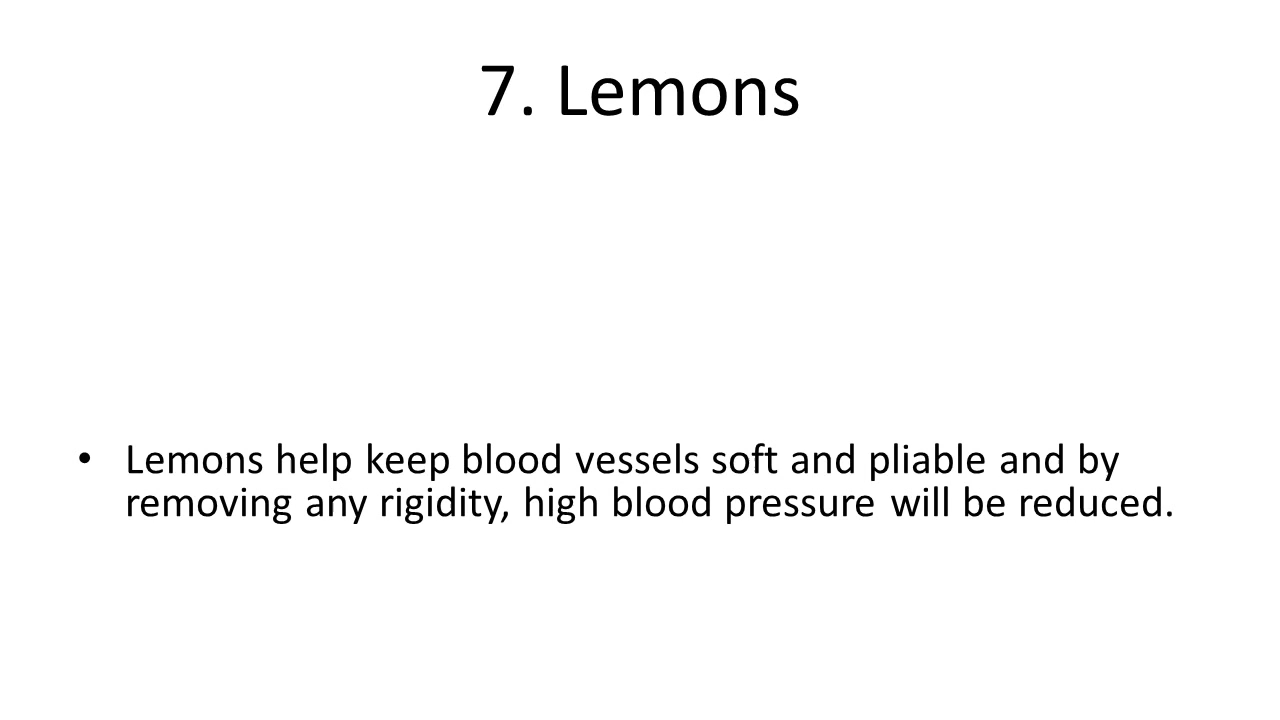 7. Lemons
• Lemons help keep blood vessels soft and pliable and by
removing any rigidity, high blood pressure will be reduced.